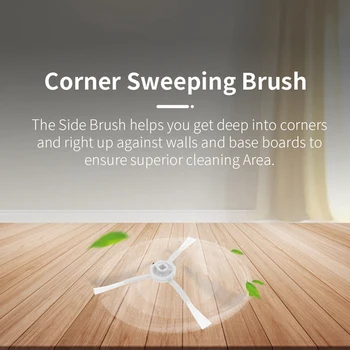 Corner Sweeping Brush
The Side Brush helps you get deep into corners
and right up against walls and base boards to
ensure superior cleaning Area.